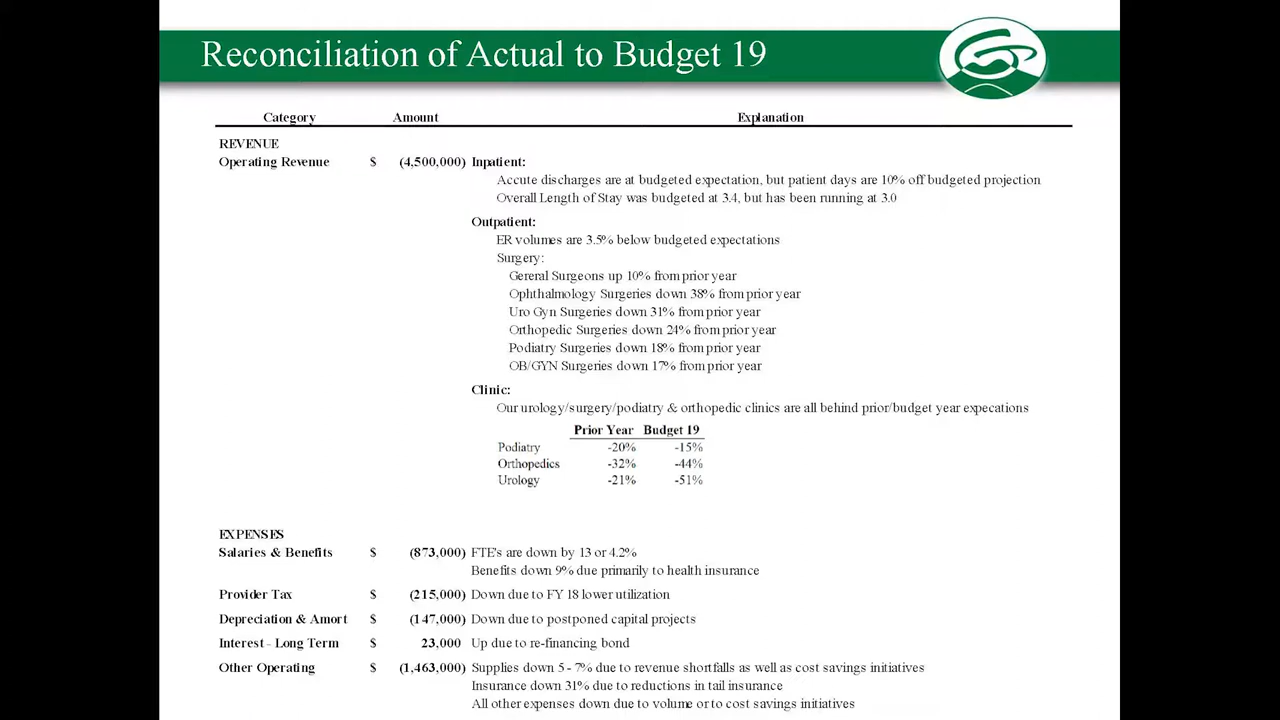 Reconciliation of Actual to Budget 19
Category Amount Explanation
REVENUE
Operating Revenue $ (4,500,000) Inpatient:
Accute discharges are at budgeted expectation, but patient days are 10% off budgeted projection
Overall Length of Stay was budgeted at 3.4, but has been running at 3.0
Outpatient:
ER volumes are 3.5% below budgeted expectations
Surgery:
Gereral Surgeons up 10% from prior year
Ophthalmology Surgeries down 38% from prior year
Uro Gyn Surgeries down 31% from prior year
Orthopedic Surgeries down 24% from prior year
Podiatry Surgeries down 18% from prior year
OB/GYN Surgeries down 17% from prior year
Clinic:
Our urology/surgery/podiatry & orthopedic clinics are all behind prior/budget year expecations
Prior Year Budget 19
Podiatry -20% -15%
Orthopedics -32% -44%
Urology -21% -51%
EXPENSES
Salaries & Benefits $ (873,000) FTE's are down by 13 or 4.2%
Benefits down 9% due primarily to health insurance
Provider Tax $ (215,000) Down due to FY 18 lower utilization
Depreciation & Amort $ (147,000) Down due to postponed capital projects
Interest - Long Term $ 23,000 Up due to re-financing bond
Other Operating $ (1,463,000) Supplies down 5 - 7% due to revenue shortfalls as well as cost savings initiatives
Insurance down 31% due to reductions in tail insurance
All other expenses down due to volume or to cost savings initiatives